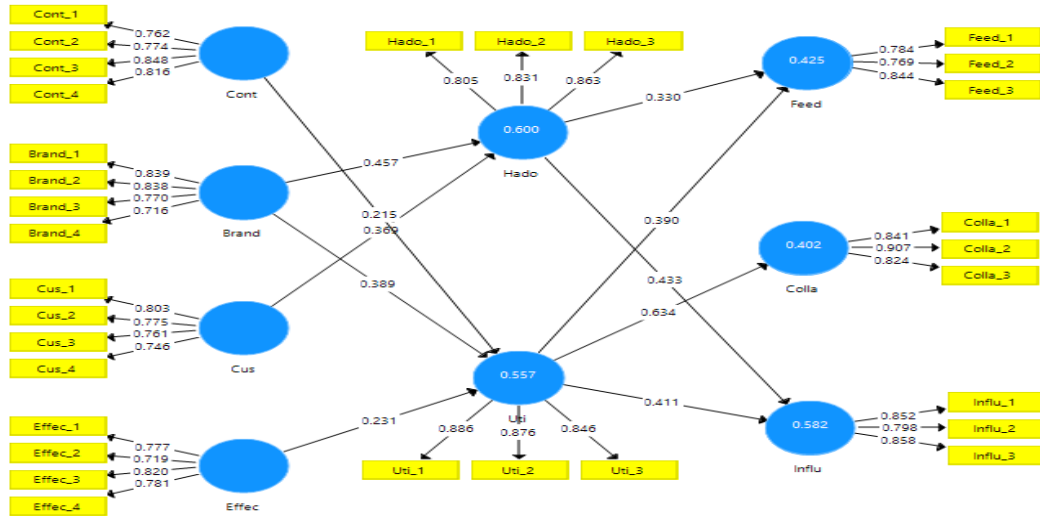 Cont_1
Cont_2
Cont_3
Cont_4
0.762
0.774
0.848
0.816
Cont
Brand_1
Brand_2
Brand_3
Brand_4
0.839
0.838
0.770
0.716
Brand
Cus_1
Cus_2
Cus_3
Cus_4
0.803
0.775
0.761
0.746
Cus
Effec_1
Effec_2
Effec_3
Effec_4
0.777
0.719
0.820
0.781
Effec
0.457
0.215
0.369
0.389
0.231
Hado_1
Hado_2
Hado_3
0.805
0.831
0.863
0.600
Hado
0.557
Uti
0.886
0.876
0.846
Uti_1
Uti_2
Uti_3
0.330
0.390
0.433
0.634
0.411
0.425
Feed
0.784
0.769
0.844
Feed_1
Feed_2
Feed_3
0.402
Colla
0.841
0.907
0.824
Colla_1
Colla_2
Colla_3
0.582
Influ
0.852
0.798
0.858
Influ_1
Influ_2
Influ_3